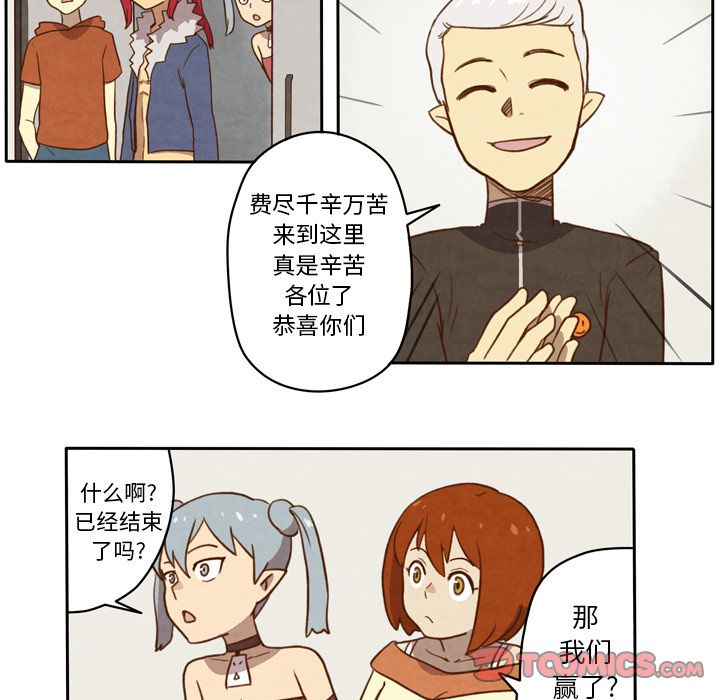 费尽千辛万苦
来到这里
真是辛苦
各位了
恭喜你们
什么啊?
已经结束
了吗?
那
我们
赢了?
TOOMICS.COM